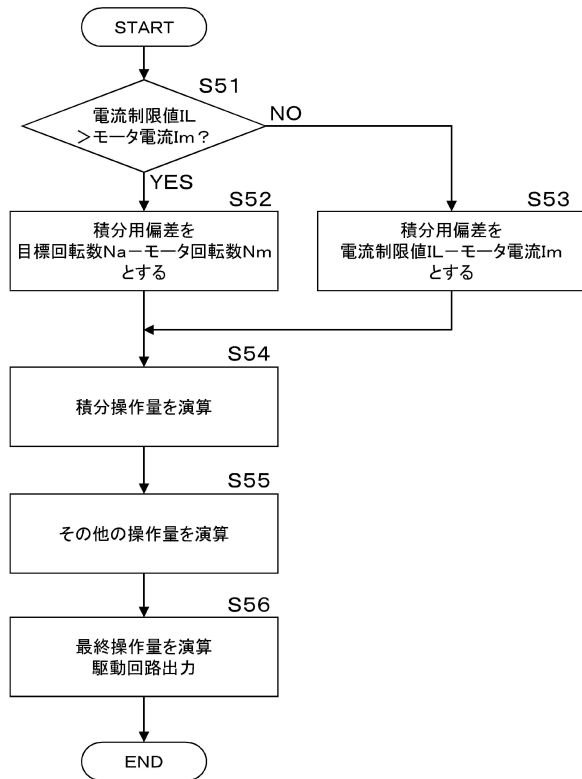 START
S51
電流制限値IL
>モータ電流Im?
NO
YES
S52
積分用偏差を
目標回転数Na-モータ回転数Nm
とする
S53
積分用偏差を
電流制限値IL-モータ電流Im
とする
S54
積分操作量を演算
S55
その他の操作量を演算
S56
最終操作量を演算
駆動回路出力
END